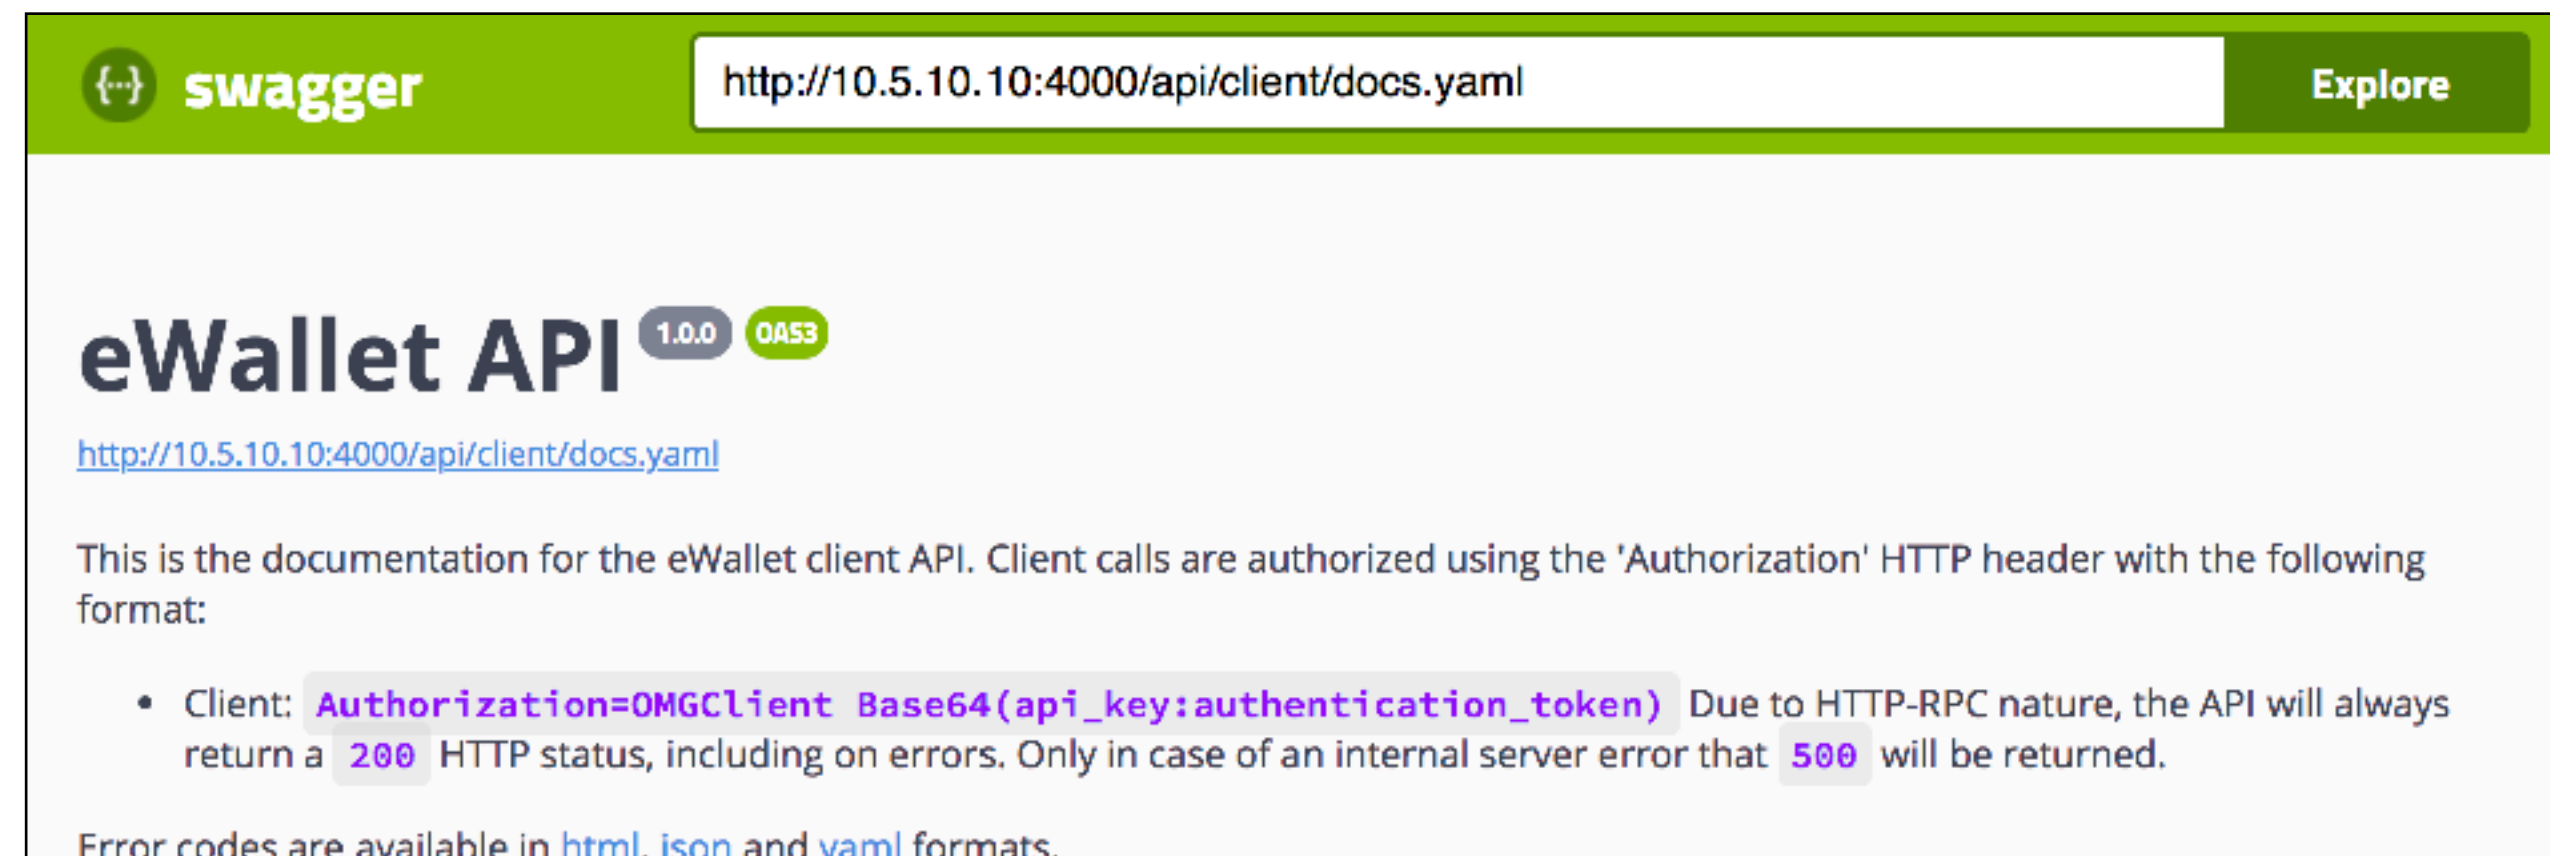 {...} swagger http://10.5.10.10:4000/api/client/docs.yaml Explore
eWallet API 1.0.0 OAS3
http://10.5.10.10:4000/api/client/docs.yaml
This is the documentation for the eWallet client API. Client calls are authorized using the 'Authorization' HTTP header with the following
format:
• Client: Authorization=OMGClient Base64(api_key:authentication_token) Due to HTTP-RPC nature, the API will always
return a 200 HTTP status, including on errors. Only in case of an internal server error that 500 will be returned.
Error codes are available in html, json and yaml formats.